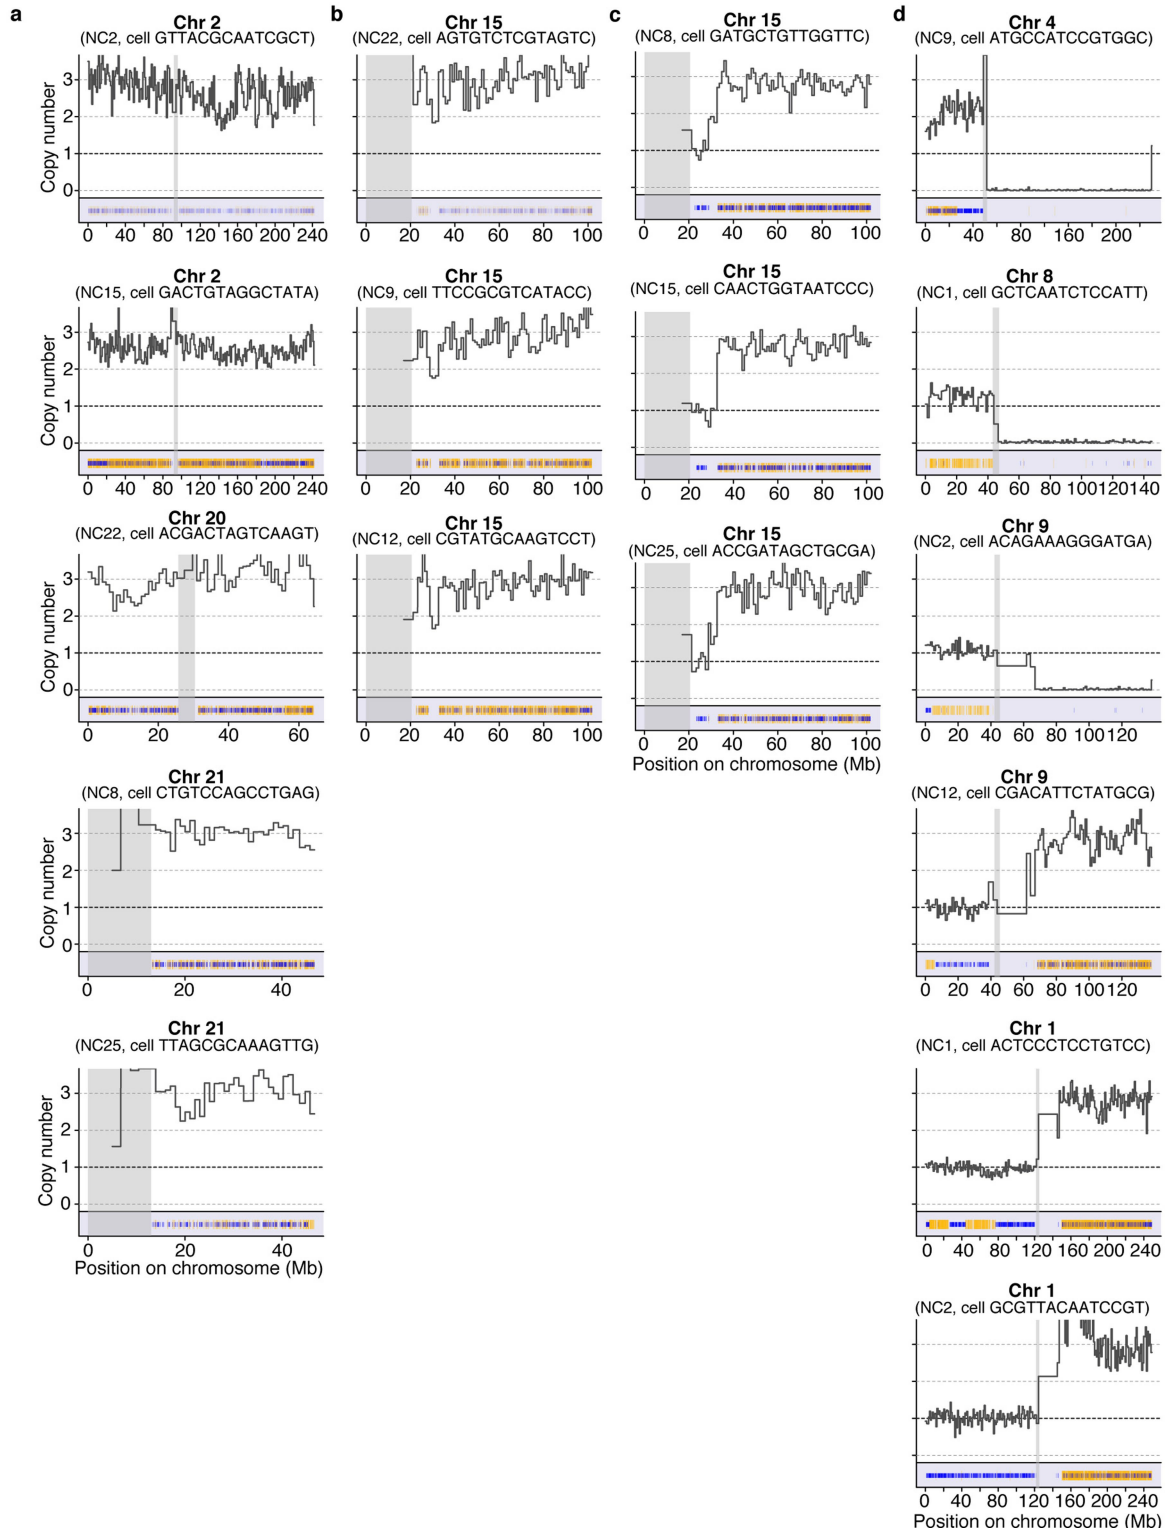 a
Chr 2
(NC2, cell GTTACGCAATCGCT)
Copy number
3
2
1
0
0 40 80 120 160 200 240
Chr 2
(NC15, cell GACTGTAGGCTATA)
Copy number
3
2
1
0
0 40 80 120 160 200 240
Chr 20
(NC22, cell ACGACTAGTCAAGT)
Copy number
3
2
1
0
0 20 40 60
Chr 21
(NC8, cell CTGTCCAGCCTGAG)
Copy number
3
2
1
0
0 20 40
Chr 21
(NC25, cell TTAGCGCAAAGTTG)
Copy number
3
2
1
0
0 20 40
Position on chromosome (Mb)
b
Chr 15
(NC22, cell AGTGTCTCGTAGTC)
0 20 40 60 80 100
Chr 15
(NC9, cell TTCCGCGTCATACC)
0 20 40 60 80 100
Chr 15
(NC12, cell CGTATGCAAGTCCT)
0 20 40 60 80 100
c
Chr 15
(NC8, cell GATGCTGTTGGTTC)
0 20 40 60 80 100
Chr 15
(NC15, cell CAACTGGTAATCCC)
0 20 40 60 80 100
Chr 15
(NC25, cell ACCGATAGCTGCGA)
0 20 40 60 80 100
Position on chromosome (Mb)
d
Chr 4
(NC9, cell ATGCCATCCGTGGC)
0 40 80 160 200
Chr 8
(NC1, cell GCTCAATCTCCATT)
0 20 40 60 80 100 120 140
Chr 9
(NC2, cell ACAGAAAGGGATGA)
0 20 40 60 80 100 120
Chr 9
(NC12, cell CGACATTCTATGCG)
0 20 40 60 80 100 120
Chr 1
(NC1, cell ACTCCCTCCTGTCC)
0 40 80 120 160 200 240
Chr 1
(NC2, cell GCGTTACAATCCGT)
0 40 80 120 160 200 240
Position on chromosome (Mb)